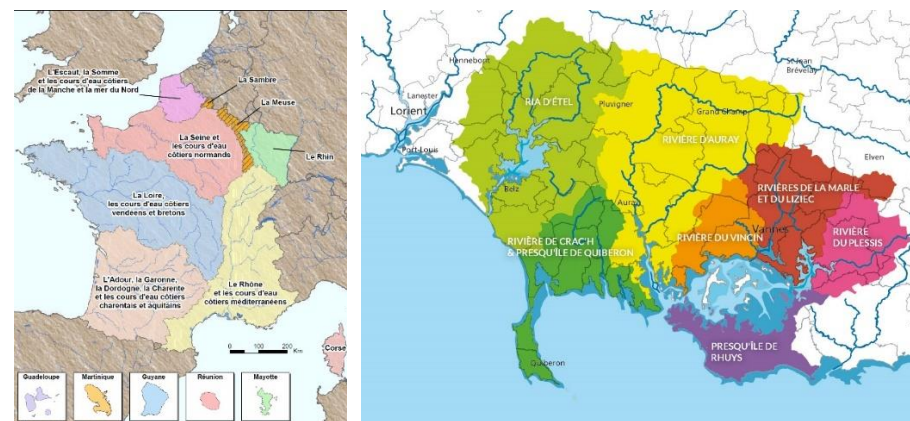 L'Escaut, la Somme
et les cours d'eau côtiers
de la Manche et la mer du Nord
La Sambre
La Meuse
La Seine et
les cours d'eau
côtiers normands
Le Rhin
La Loire,
les cours d'eau côtiers
vendéens et bretons
L'Adour, la Garonne,
la Dordogne, la Charente
et les cours d'eau côtiers
charentais et aquitains
Le Rhône
et les cours d'eau
côtiers méditerranéens
Corse
0 100 200
Km
Guadeloupe
Martinique
Guyane
Réunion
Mayotte
Hennebont
Lanester
Lorient
Port-Louis
RIA D'ÉTEL
Pluvigner
Grand Champ
St Jean
Brévelay
RIVIÈRE D'AURAY
Elven
Belz
Auray
RIVIÈRES DE LA MARLE
ET DU LIZIEC
Vannes
RIVIÈRE DE CRAC'H
& PRESQU'ÎLE DE QUIBERON
RIVIÈRE DU VINCIN
RIVIÈRE
DU PLESSIS
PRESQU'ÎLE DE
RHUYS
Quiberon